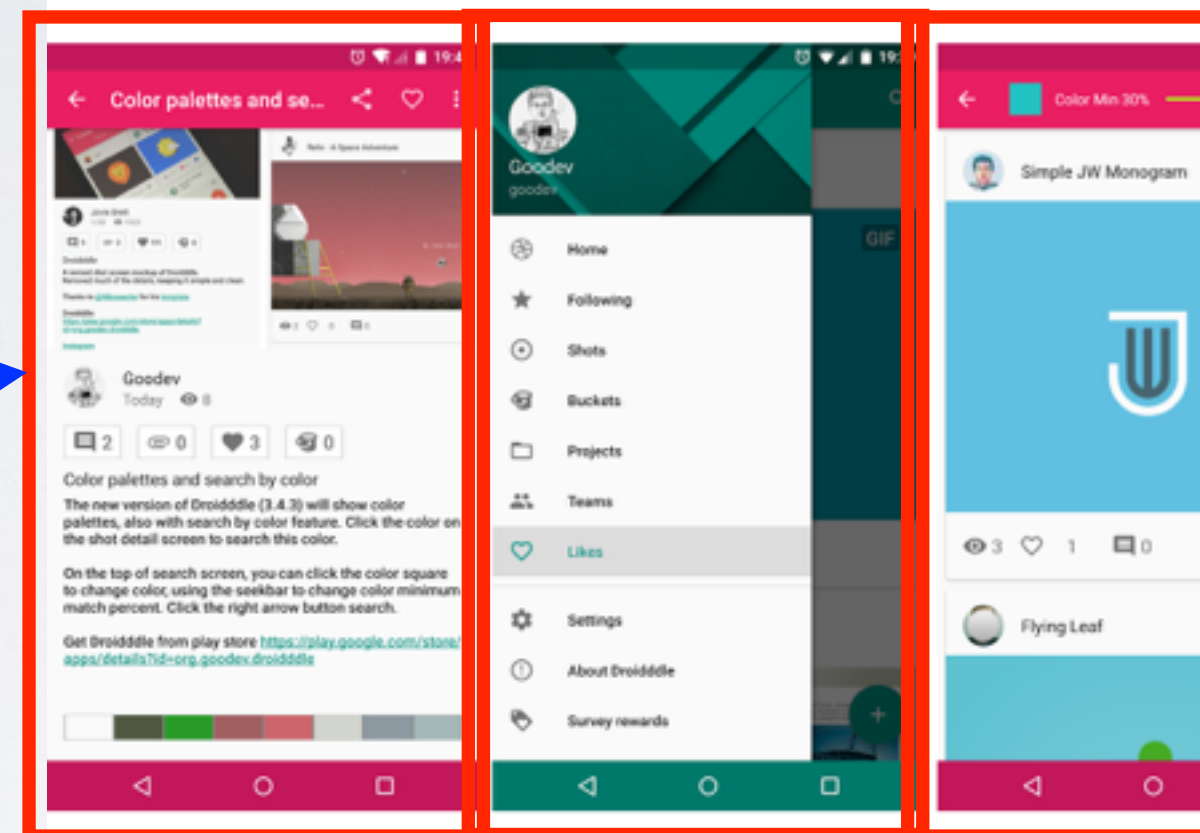 19:4
Color palettes and se...
Goodev
Today 8
2 0 3 0
Color palettes and search by color
The new version of Droidddle (3.4.3) will show color
palettes, also with search by color feature. Click the color on
the shot detail screen to search this color.
On the top of search screen, you can click the color square
to change color, using the seekbar to change color minimum
match percent. Click the right arrow button search.
Get Droidddle from play store https://play.google.com/store/
apps/details?id=org.goodev.droidddle
19:
Goodev
goodev
GIF
Home
Following
Shots
Buckets
Projects
Teams
Likes
Settings
About Droidddle
Survey rewards
Color Min 30%
Simple JW Monogram
3 1 0
Flying Leaf